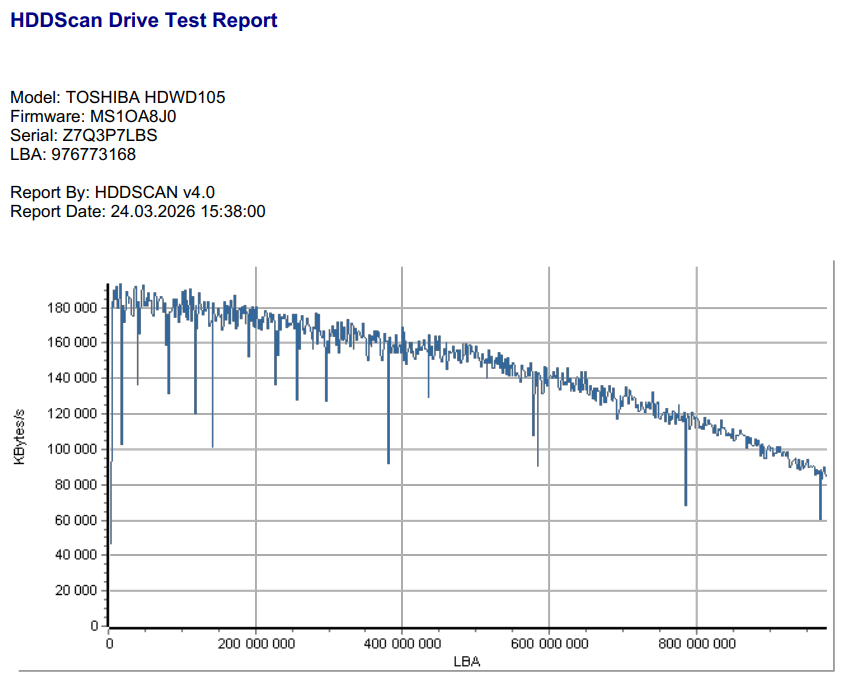 HDDScan Drive Test Report
Model: TOSHIBA HDWD105
Firmware: MS1OA8J0
Serial: Z7Q3P7LBS
LBA: 976773168
Report By: HDDSCAN v4.0
Report Date: 24.03.2026 15:38:00
KBytes/s
180 000
160 000
140 000
120 000
100 000
80 000
60 000
40 000
20 000
0
0 200 000 000 400 000 000 600 000 000 800 000 000
LBA